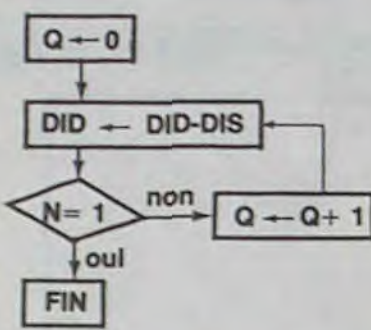 Q ← 0
DID ← DID-DIS
N= 1
non
Q ← Q+ 1
oui
FIN